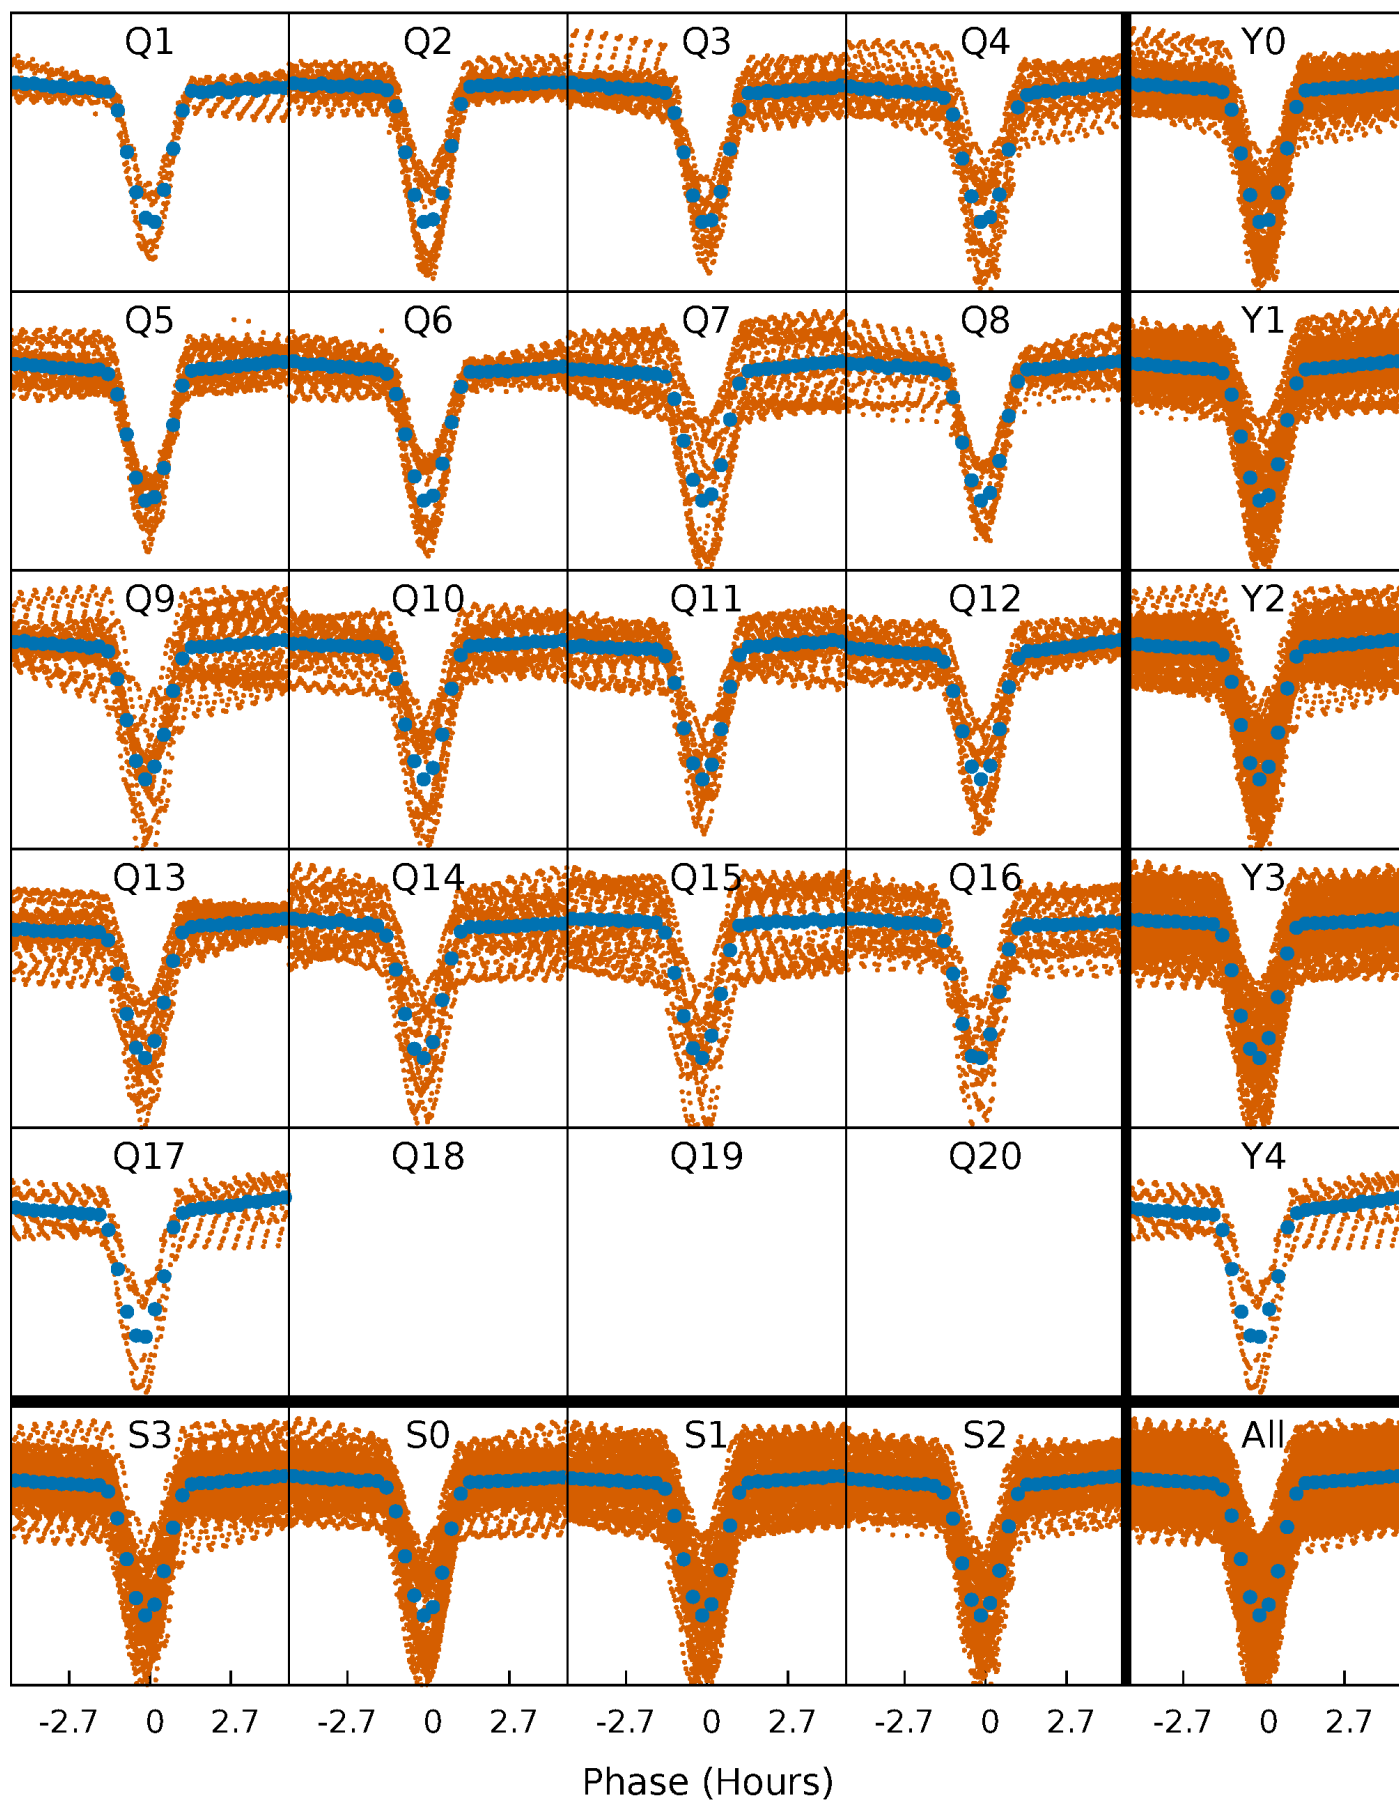 Q1 Q2 Q3 Q4 Y0
Q5 Q6 Q7 Q8 Y1
Q9 Q10 Q11 Q12 Y2
Q13 Q14 Q15 Q16 Y3
Q17 Q18 Q19 Q20 Y4
S3 S0 S1 S2 All
-2.7 0 2.7 -2.7 0 2.7 -2.7 0 2.7 -2.7 0 2.7 -2.7 0 2.7
Phase (Hours)